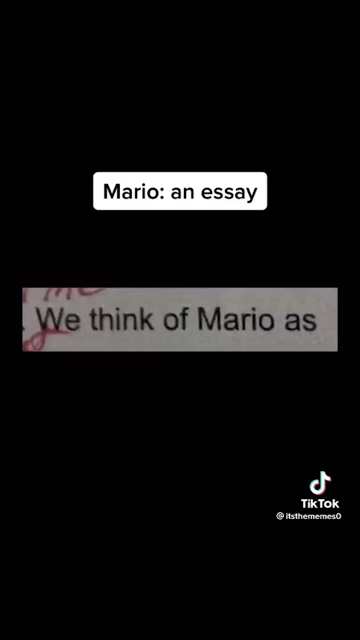 Mario: an essay
We think of Mario as
TikTok
@itsthememes0